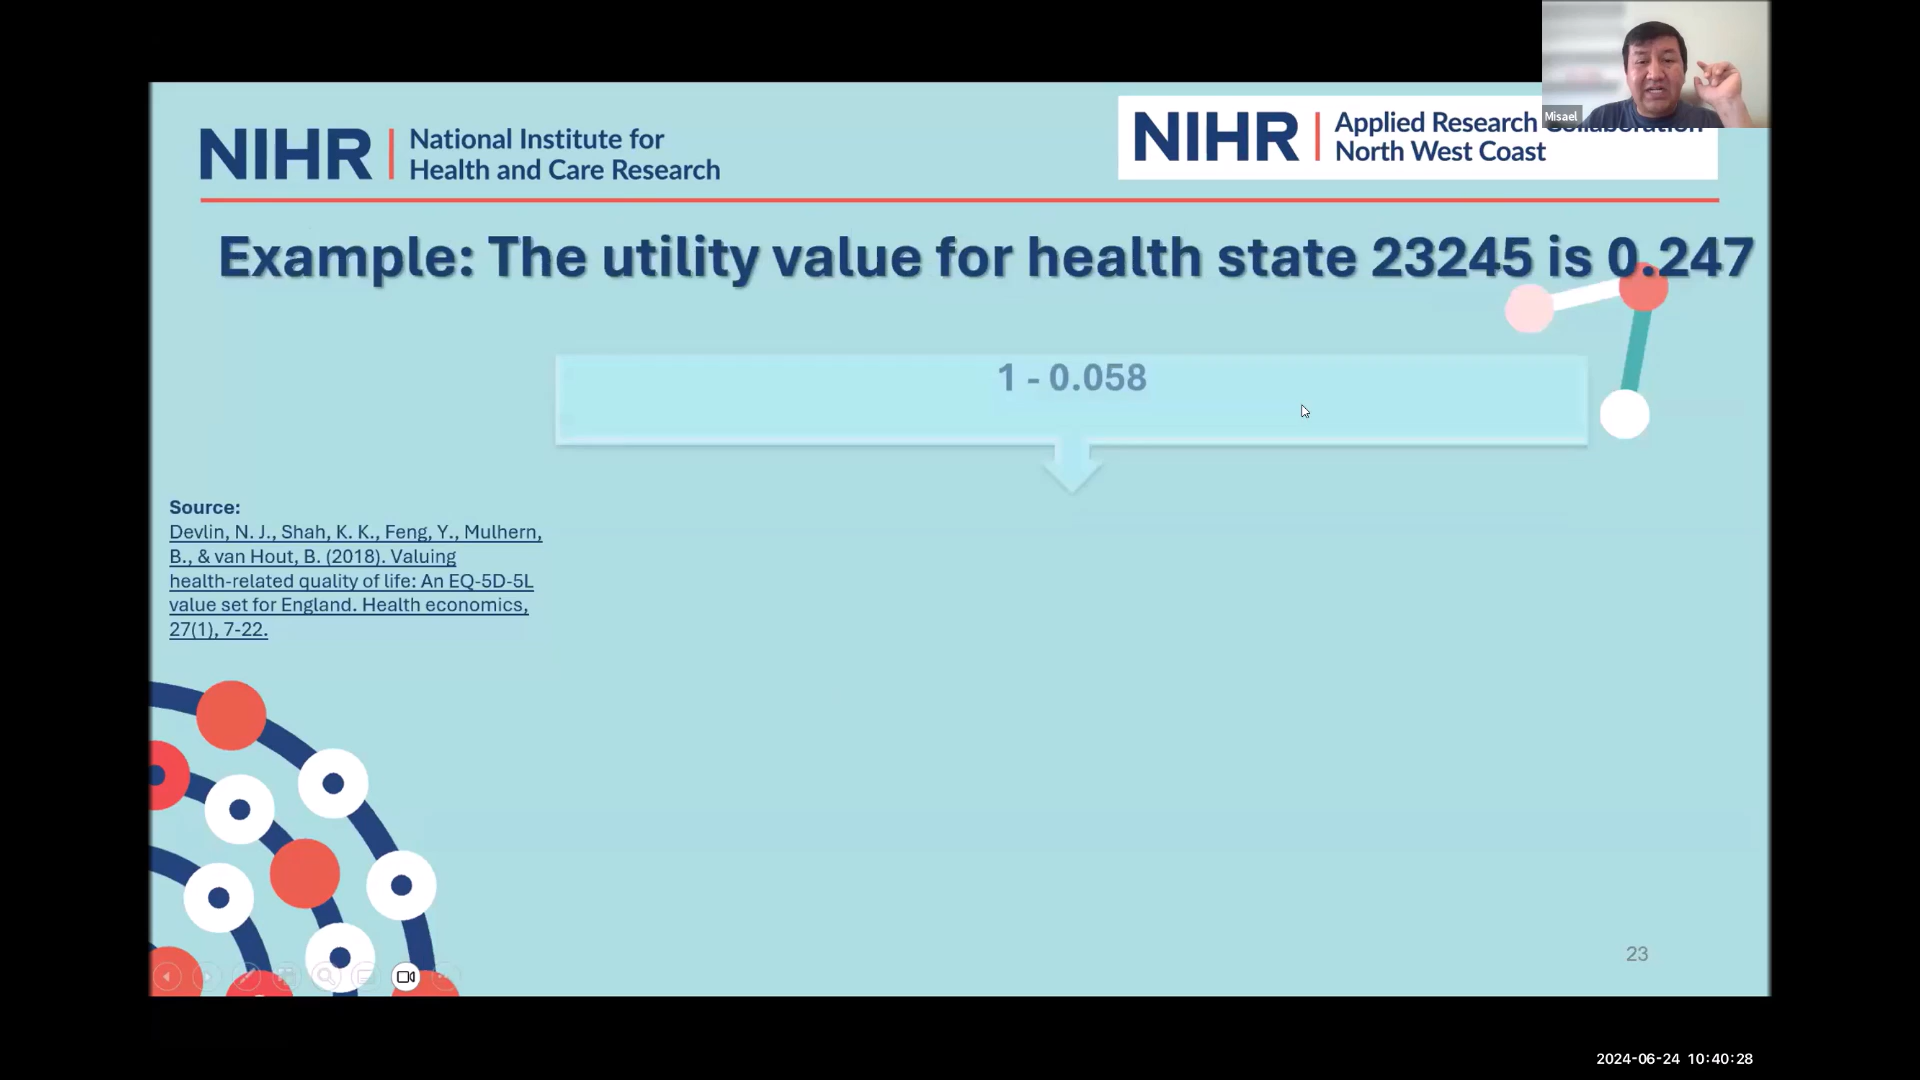 NIHR | National Institute for
Health and Care Research
NIHR | Applied Research Collaboration
North West Coast
Misael
Example: The utility value for health state 23245 is 0.247
1 - 0.058
Source:
Devlin, N. J., Shah, K. K., Feng, Y., Mulhern,
B., & van Hout, B. (2018). Valuing
health-related quality of life: An EQ-5D-5L
value set for England. Health economics,
27(1), 7-22.
23
2024-06-24 10:40:28